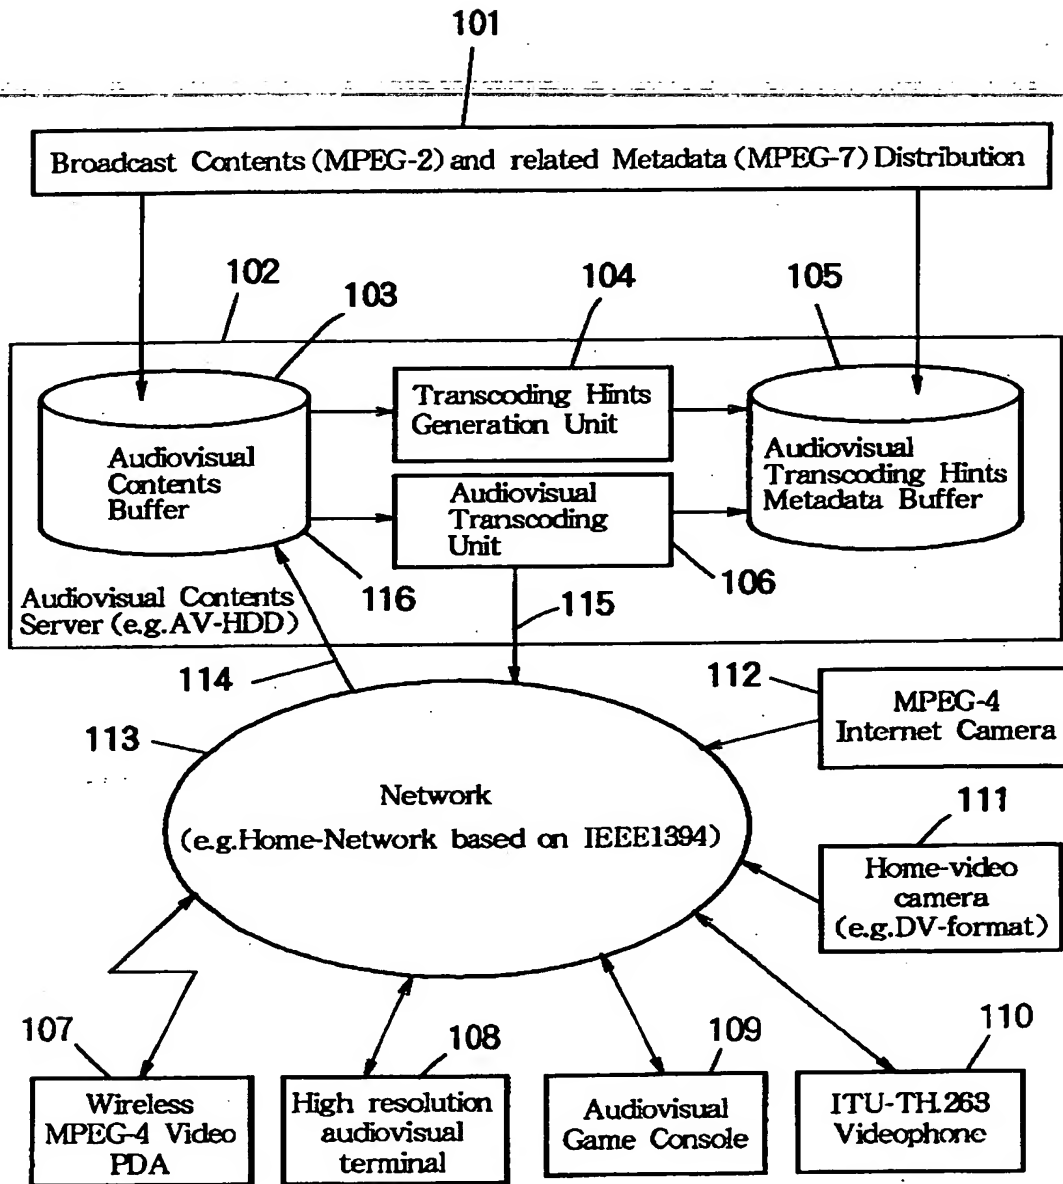 101
Broadcast Contents (MPEG-2) and related Metadata (MPEG-7) Distribution
102
103
104
105
Transcoding Hints
Generation Unit
Audiovisual
Contents
Buffer
Audiovisual
Transcoding Hints
Metadata Buffer
Audiovisual
Transcoding
Unit
116
115
106
Audiovisual Contents
Server (e.g.AV-HDD)
114
112
MPEG-4
Internet Camera
113
Network
(e.g.Home-Network based on IEEE1394)
111
Home-video
camera
(e.g.DV-format)
107
108
109
110
Wireless
MPEG-4 Video
PDA
High resolution
audiovisual
terminal
Audiovisual
Game Console
ITU-TH.263
Videophone